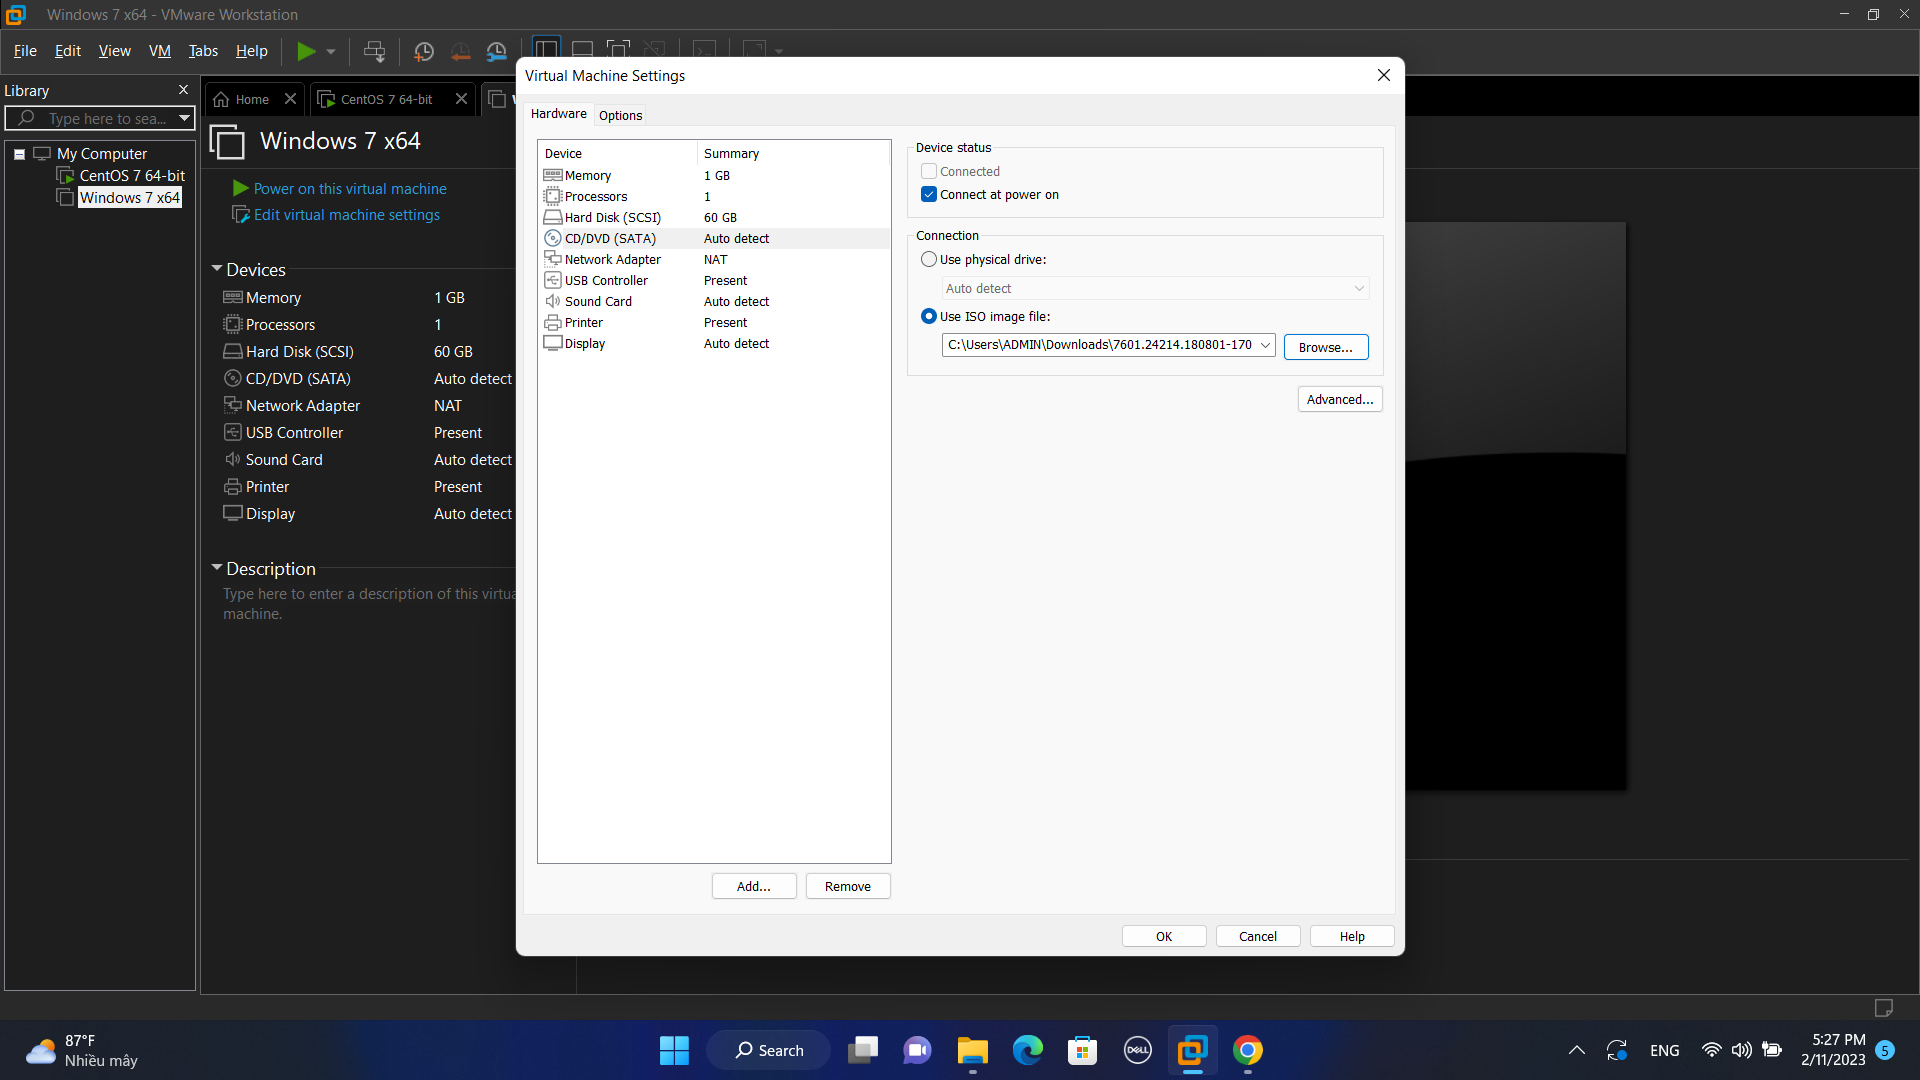 Windows 7 x64 - VMware Workstation
File Edit View VM Tabs Help
Library
Type here to sea...
My Computer
CentOS 7 64-bit
Windows 7 x64
Home
CentOS 7 64-bit
Windows 7 x64
Power on this virtual machine
Edit virtual machine settings
Devices
Memory 1 GB
Processors 1
Hard Disk (SCSI) 60 GB
CD/DVD (SATA) Auto detect
Network Adapter NAT
USB Controller Present
Sound Card Auto detect
Printer Present
Display Auto detect
Description
Type here to enter a description of this virtua
machine.
Virtual Machine Settings
Hardware Options
Device Summary
Memory 1 GB
Processors 1
Hard Disk (SCSI) 60 GB
CD/DVD (SATA) Auto detect
Network Adapter NAT
USB Controller Present
Sound Card Auto detect
Printer Present
Display Auto detect
Add... Remove
Device status
Connected
Connect at power on
Connection
Use physical drive:
Auto detect
Use ISO image file:
C:\Users\ADMIN\Downloads\7601.24214.180801-170
Browse...
Advanced...
OK Cancel Help
87°F
Nhiều mây
Search
DELL
ENG
5:27 PM
2/11/2023
5